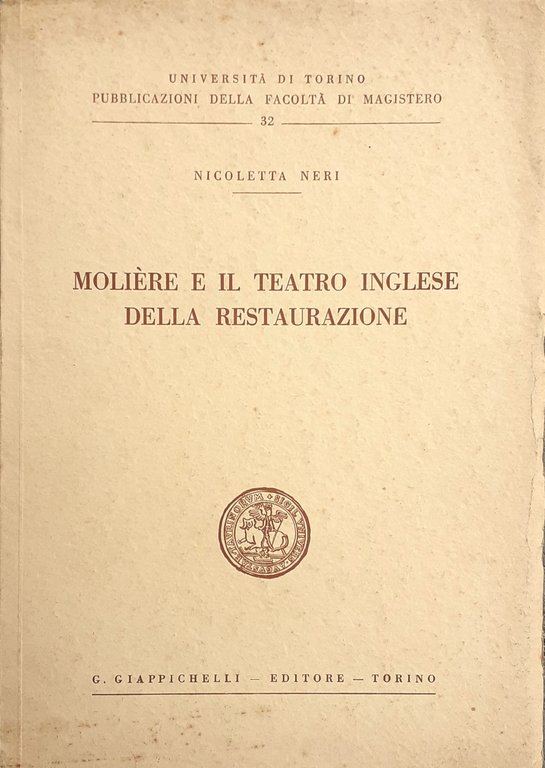 UNIVERSITÀ DI TORINO
PUBBLICAZIONI DELLA FACOLTÀ DI MAGISTERO
32
NICOLETTA NERI
MOLIÈRE E IL TEATRO INGLESE
DELLA RESTAURAZIONE
G. GIAPPICHELLI — EDITORE — TORINO